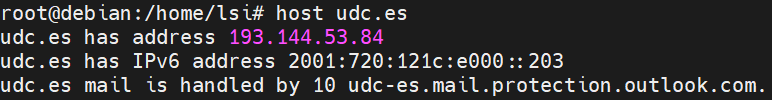 root@debian:/home/lsi# host udc.es
udc.es has address 193.144.53.84
udc.es has IPv6 address 2001:720:121c:e000::203
udc.es mail is handled by 10 udc-es.mail.protection.outlook.com.